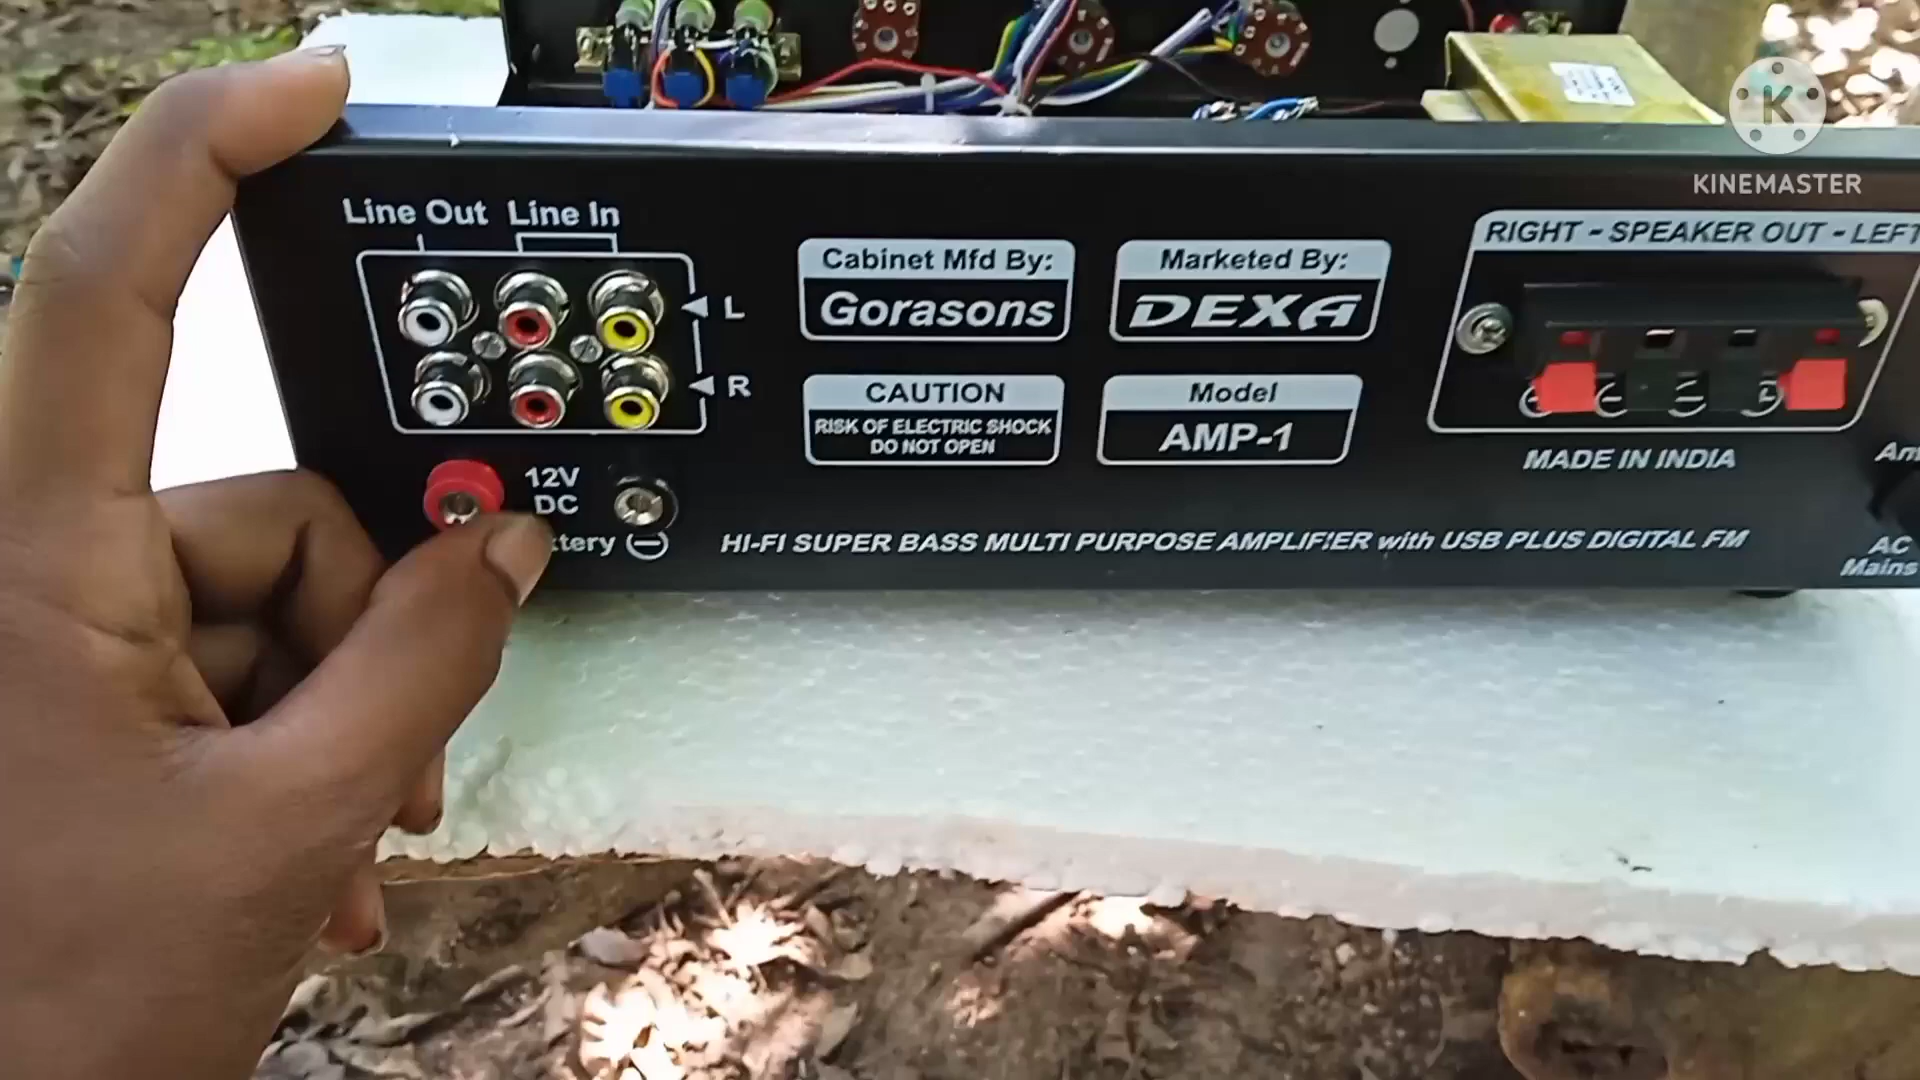 KINEMASTER
Line Out Line In
L
R
Cabinet Mfd By:
Gorasons
Marketed By:
DEXA
RIGHT - SPEAKER OUT - LEFT
CAUTION
RISK OF ELECTRIC SHOCK
DO NOT OPEN
Model
AMP-1
MADE IN INDIA
12V
DC
HI-FI SUPER BASS MULTI PURPOSE AMPLIFIER with USB PLUS DIGITAL FM
AC
Mains